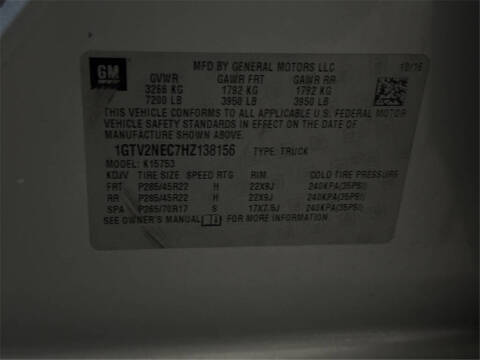 GM
MFD BY GENERAL MOTORS LLC 10/16
GVWR GAWR FRT GAWR RR
3266 KG 1792 KG 1792 KG
7200 LB 3950 LB 3950 LB
THIS VEHICLE CONFORMS TO ALL APPLICABLE U.S. FEDERAL MOTOR
VEHICLE SAFETY STANDARDS IN EFFECT ON THE DATE OF
MANUFACTURE SHOWN ABOVE.
1GTV2NEC7HZ138156 TYPE: TRUCK
MODEL: K15753
KDJV TIRE SIZE SPEED RTG RIM COLD TIRE PRESSURE
FRT P285/45R22 H 22X9J 240KPA(35PSI)
RR P285/45R22 H 22X9J 240KPA(35PSI)
SPA P265/70R17 S 17X7.5J 240KPA(35PSI)
SEE OWNER'S MANUAL FOR MORE INFORMATION.